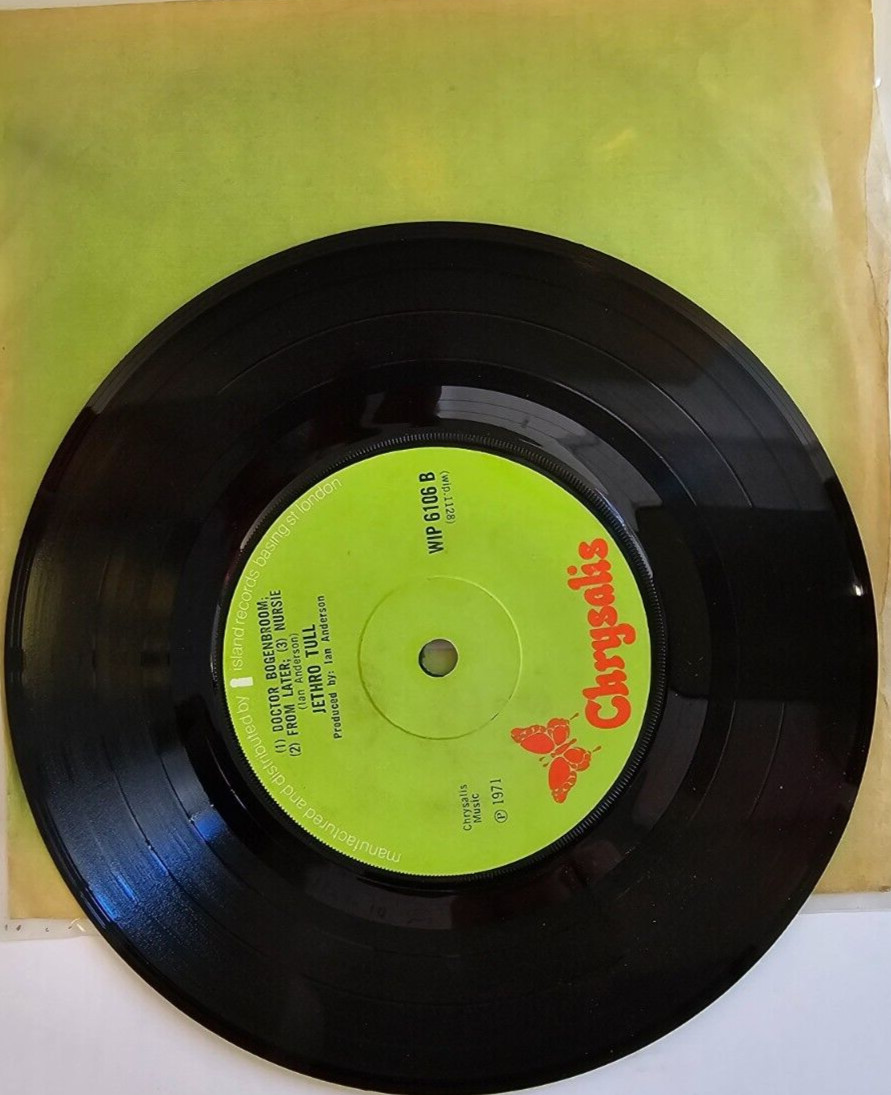 Chrysalis
WIP 6106 B
(wip.1128)
Chrysalis
Music
℗ 1971
(1) DOCTOR BOGENBROOM;
(2) FROM LATER; (3) NURSIE
(Ian Anderson)
JETHRO TULL
Produced by: Ian Anderson
manufactured and distributed by island records basing st london